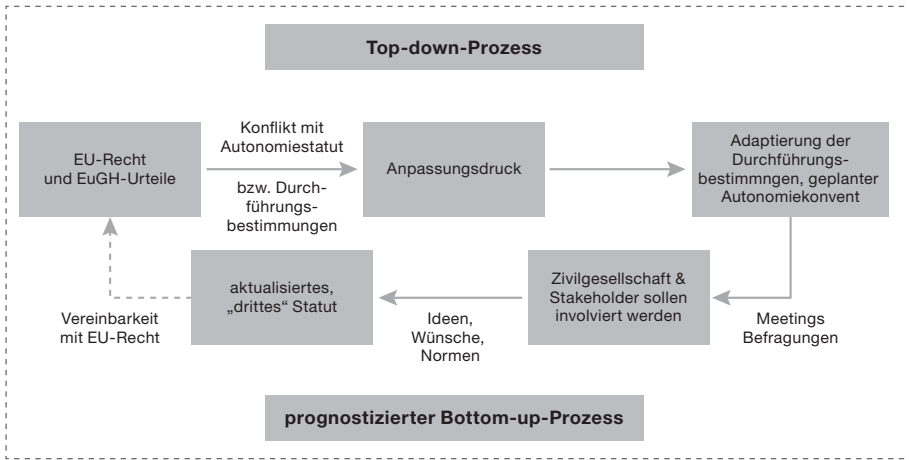 Top-down-Prozess
EU-Recht
und EuGH-Urteile
Konflikt mit
Autonomiestatut
bzw. Durch-
führungs-
bestimmungen
Anpassungsdruck
Adaptierung der
Durchführungs-
bestimmngen, geplanter
Autonomiekonvent
Meetings
Befragungen
Zivilgesellschaft &
Stakeholder sollen
involviert werden
Ideen,
Wünsche,
Normen
aktualisiertes,
„drittes“ Statut
Vereinbarkeit
mit EU-Recht
prognostizierter Bottom-up-Prozess